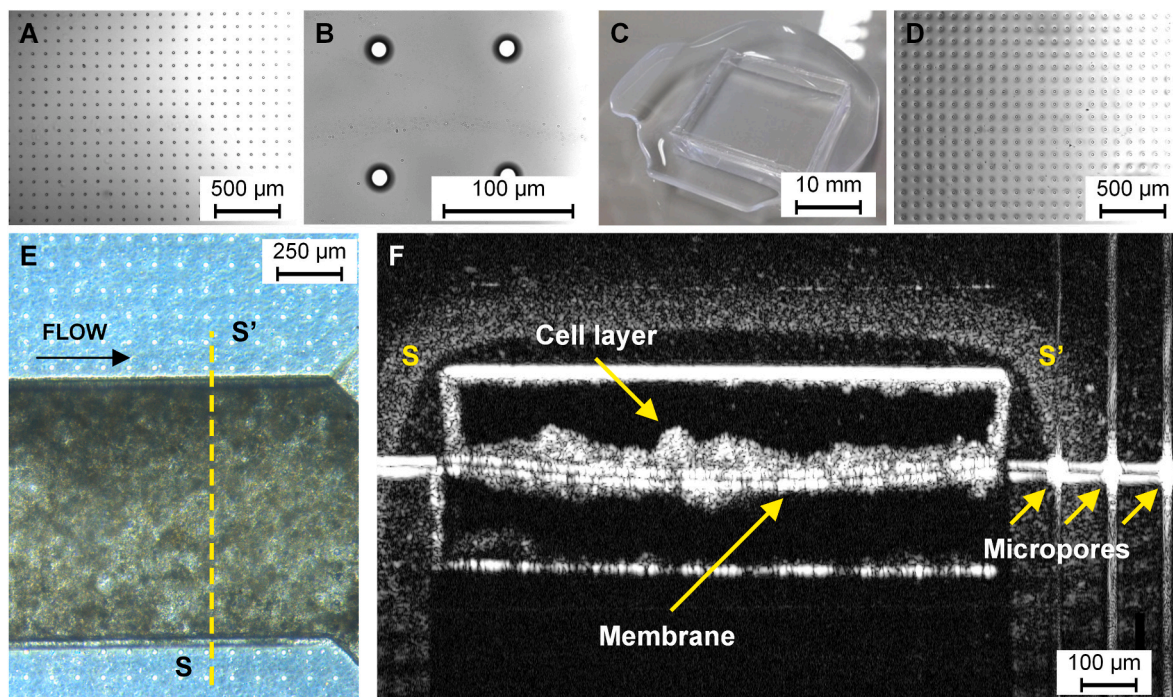 A
500 µm
B
100 µm
C
10 mm
D
500 µm
E
250 µm
FLOW
S'
S
F
Cell layer
S
S'
Micropores
Membrane
100 µm